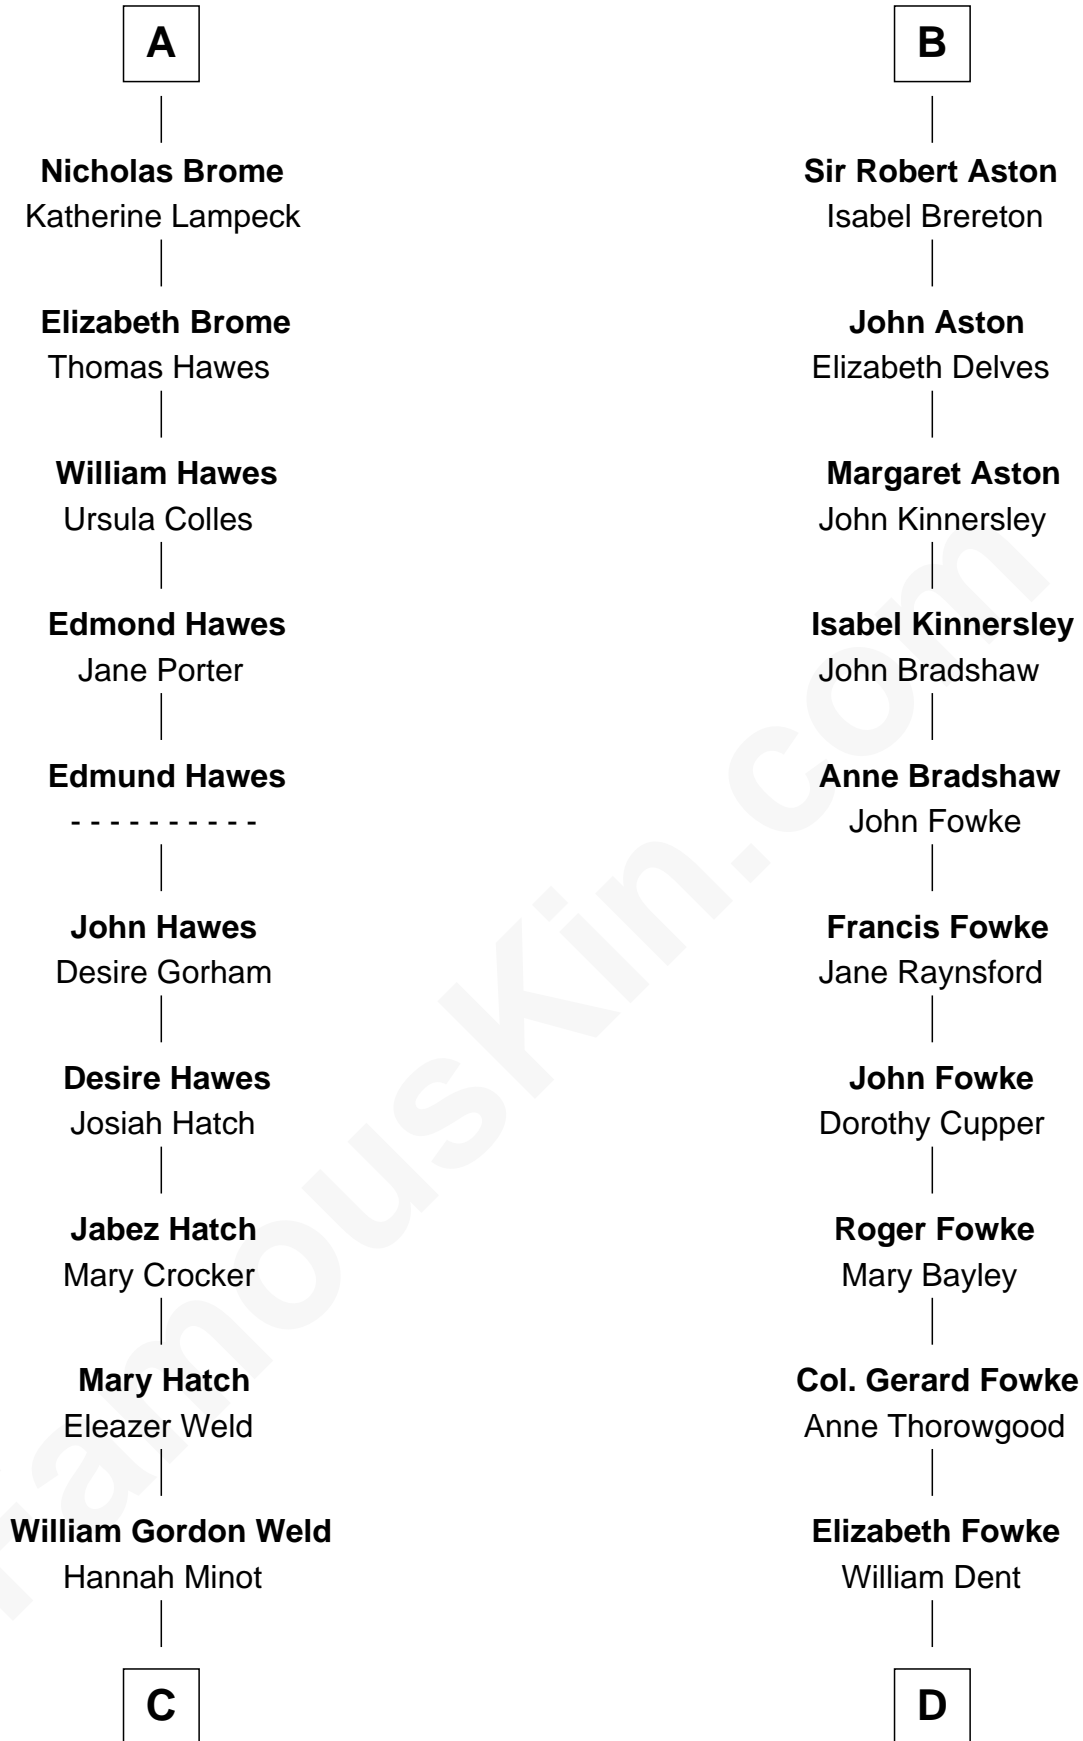 A
Nicholas Brome
Katherine Lampeck
Elizabeth Brome
Thomas Hawes
William Hawes
Ursula Colles
Edmond Hawes
Jane Porter
Edmund Hawes
- - - - - - - - - -
John Hawes
Desire Gorham
Desire Hawes
Josiah Hatch
Jabez Hatch
Mary Crocker
Mary Hatch
Eleazer Weld
William Gordon Weld
Hannah Minot
C
B
Sir Robert Aston
Isabel Brereton
John Aston
Elizabeth Delves
Margaret Aston
John Kinnersley
Isabel Kinnersley
John Bradshaw
Anne Bradshaw
John Fowke
Francis Fowke
Jane Raynsford
John Fowke
Dorothy Cupper
Roger Fowke
Mary Bayley
Col. Gerard Fowke
Anne Thorowgood
Elizabeth Fowke
William Dent
D
FamousKin.com